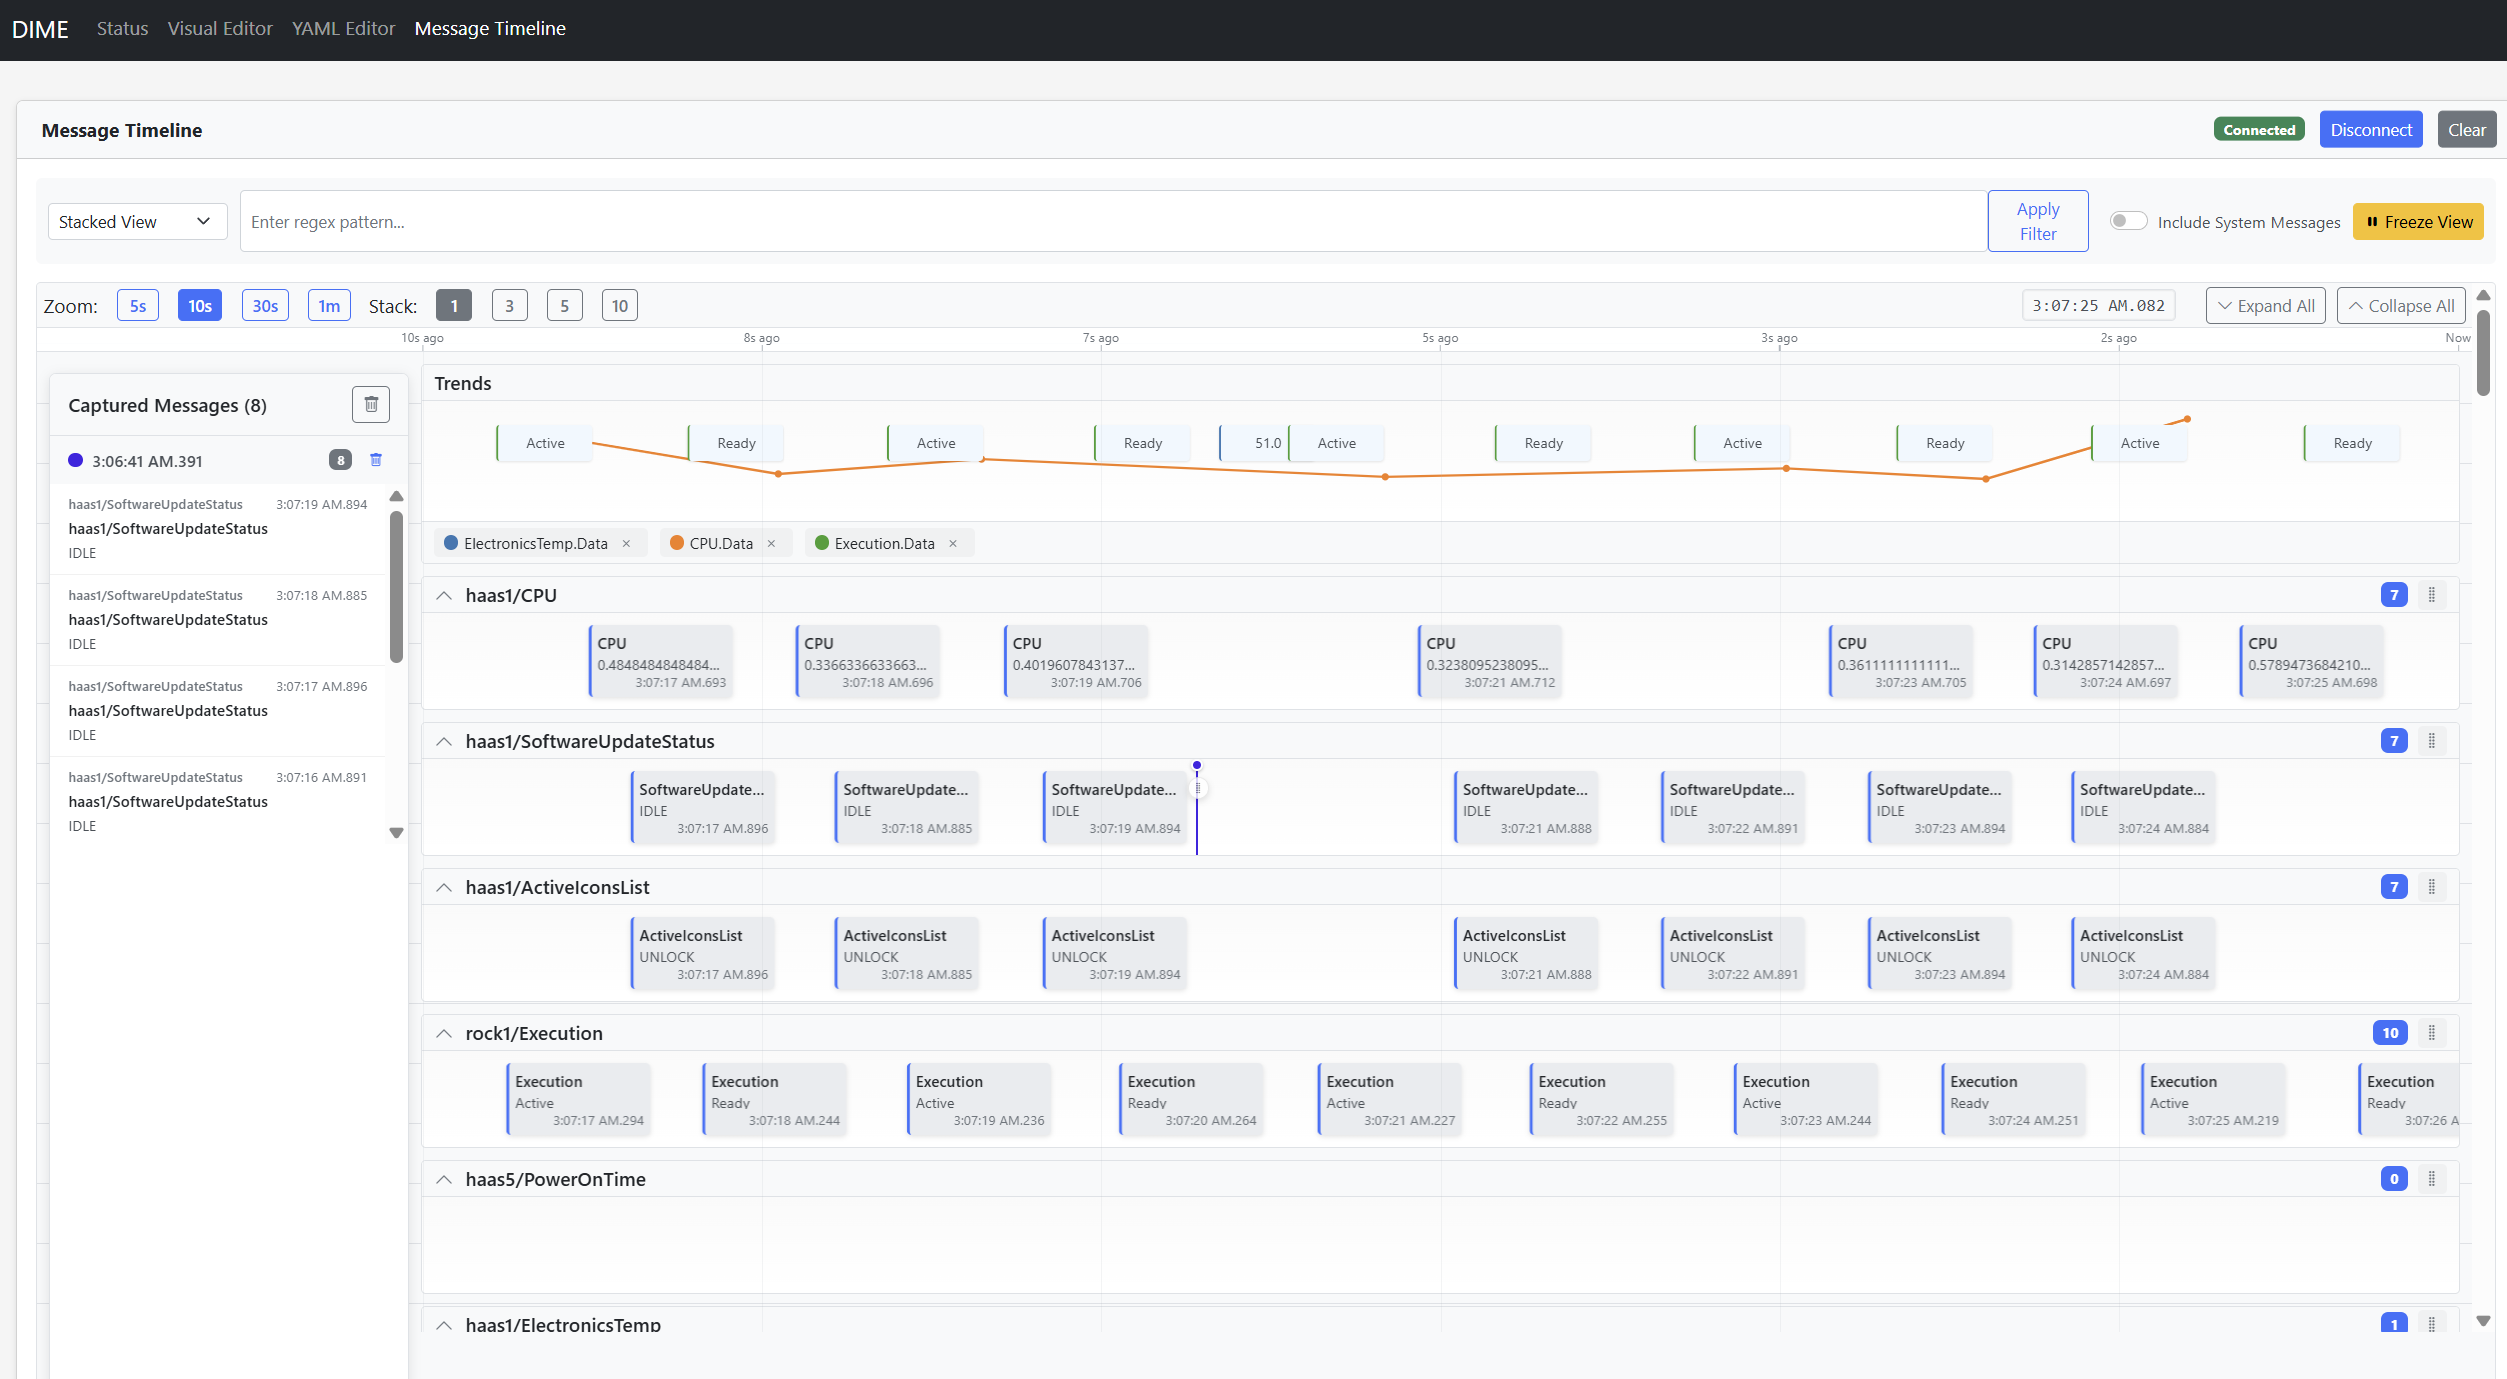 DIME Status Visual Editor YAML Editor Message Timeline
Message Timeline
Connected Disconnect Clear
Stacked View
Enter regex pattern...
Apply
Filter
Include System Messages
Freeze View
Zoom: 5s 10s 30s 1m Stack: 1 3 5 10
3:07:25 AM.082
Expand All Collapse All
10s ago 8s ago 7s ago 5s ago 3s ago 2s ago Now
Captured Messages (8)
3:06:41 AM.391 8
haas1/SoftwareUpdateStatus 3:07:19 AM.894
haas1/SoftwareUpdateStatus
IDLE
haas1/SoftwareUpdateStatus 3:07:18 AM.885
haas1/SoftwareUpdateStatus
IDLE
haas1/SoftwareUpdateStatus 3:07:17 AM.896
haas1/SoftwareUpdateStatus
IDLE
haas1/SoftwareUpdateStatus 3:07:16 AM.891
haas1/SoftwareUpdateStatus
IDLE
Trends
Active Ready Active Ready 51.0 Active Ready Active Ready Active Ready
ElectronicsTemp.Data × CPU.Data × Execution.Data ×
haas1/CPU 7
CPU CPU CPU CPU CPU CPU CPU
0.4848484848484... 0.3366336633663... 0.4019607843137... 0.3238095238095... 0.3611111111111... 0.3142857142857... 0.5789473684210...
3:07:17 AM.693 3:07:18 AM.696 3:07:19 AM.706 3:07:21 AM.712 3:07:23 AM.705 3:07:24 AM.697 3:07:25 AM.698
haas1/SoftwareUpdateStatus 7
SoftwareUpdate... SoftwareUpdate... SoftwareUpdate... SoftwareUpdate... SoftwareUpdate... SoftwareUpdate... SoftwareUpdate...
IDLE IDLE IDLE IDLE IDLE IDLE IDLE
3:07:17 AM.896 3:07:18 AM.885 3:07:19 AM.894 3:07:21 AM.888 3:07:22 AM.891 3:07:23 AM.894 3:07:24 AM.884
haas1/ActiveIconsList 7
ActiveIconsList ActiveIconsList ActiveIconsList ActiveIconsList ActiveIconsList ActiveIconsList ActiveIconsList
UNLOCK UNLOCK UNLOCK UNLOCK UNLOCK UNLOCK UNLOCK
3:07:17 AM.896 3:07:18 AM.885 3:07:19 AM.894 3:07:21 AM.888 3:07:22 AM.891 3:07:23 AM.894 3:07:24 AM.884
rock1/Execution 10
Execution Execution Execution Execution Execution Execution Execution Execution Execution Execution
Active Ready Active Ready Active Ready Active Ready Active Ready
3:07:17 AM.294 3:07:18 AM.244 3:07:19 AM.236 3:07:20 AM.264 3:07:21 AM.227 3:07:22 AM.255 3:07:23 AM.244 3:07:24 AM.251 3:07:25 AM.219 3:07:26 A
haas5/PowerOnTime 0
haas1/ElectronicsTemp 1